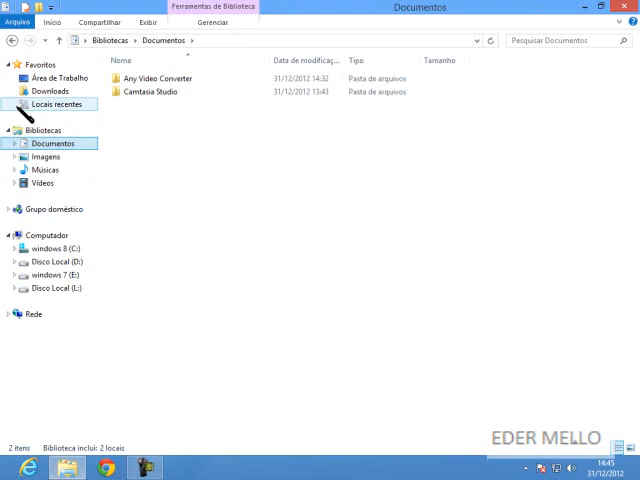 Ferramentas de Biblioteca
Documentos
Arquivo
Início
Compartilhar
Exibir
Gerenciar
Bibliotecas
Documentos
Pesquisar Documentos
Nome
Data de modificaç...
Tipo
Tamanho
Any Video Converter
31/12/2012 14:32
Pasta de arquivos
Camtasia Studio
31/12/2012 13:43
Pasta de arquivos
Favoritos
Área de Trabalho
Downloads
Locais recentes
Bibliotecas
Documentos
Imagens
Músicas
Vídeos
Grupo doméstico
Computador
windows 8 (C:)
Disco Local (D:)
windows 7 (E:)
Disco Local (L:)
Rede
2 itens
Biblioteca inclui: 2 locais
EDER MELLO
14:45
31/12/2012